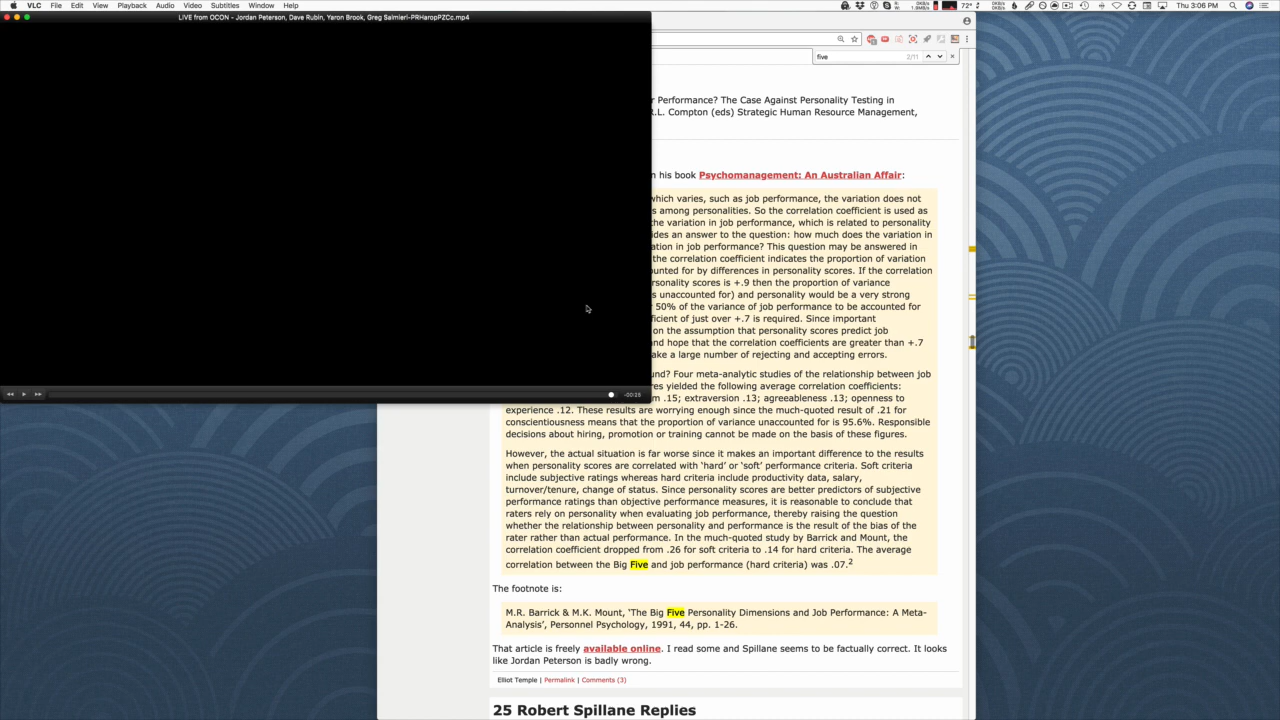 VLC File Edit View Playback Audio Video Subtitles Window Help
72° Thu 3:06 PM
LIVE from OCON - Jordan Peterson, Dave Rubin, Yaron Brook, Greg Salmieri-PRHaropPZCc.mp4
five 2/11
r Performance? The Case Against Personality Testing in
R.L. Compton (eds) Strategic Human Resource Management,
n his book Psychomanagement: An Australian Affair:
which varies, such as job performance, the variation does not
s among personalities. So the correlation coefficient is used as
the variation in job performance, which is related to personality
ides an answer to the question: how much does the variation in
ation in job performance? This question may be answered in
the correlation coefficient indicates the proportion of variation
unted for by differences in personality scores. If the correlation
rsonality scores is +.9 then the proportion of variance
s unaccounted for) and personality would be a very strong
50% of the variance of job performance to be accounted for
ficient of just over +.7 is required. Since important
on the assumption that personality scores predict job
and hope that the correlation coefficients are greater than +.7
ake a large number of rejecting and accepting errors.
und? Four meta-analytic studies of the relationship between job
res yielded the following average correlation coefficients:
m .15; extraversion .13; agreeableness .13; openness to
-00:16
experience .12. These results are worrying enough since the much-quoted result of .21 for
conscientiousness means that the proportion of variance unaccounted for is 95.6%. Responsible
decisions about hiring, promotion or training cannot be made on the basis of these figures.
However, the actual situation is far worse since it makes an important difference to the results
when personality scores are correlated with ‘hard’ or ‘soft’ performance criteria. Soft criteria
include subjective ratings whereas hard criteria include productivity data, salary,
turnover/tenure, change of status. Since personality scores are better predictors of subjective
performance ratings than objective performance measures, it is reasonable to conclude that
raters rely on personality when evaluating job performance, thereby raising the question
whether the relationship between personality and performance is the result of the bias of the
rater rather than actual performance. In the much-quoted study by Barrick and Mount, the
correlation coefficient dropped from .26 for soft criteria to .14 for hard criteria. The average
correlation between the Big Five and job performance (hard criteria) was .07.2
The footnote is:
M.R. Barrick & M.K. Mount, ‘The Big Five Personality Dimensions and Job Performance: A Meta-
Analysis’, Personnel Psychology, 1991, 44, pp. 1-26.
That article is freely available online. I read some and Spillane seems to be factually correct. It looks
like Jordan Peterson is badly wrong.
Elliot Temple | Permalink | Comments (3)
25 Robert Spillane Replies